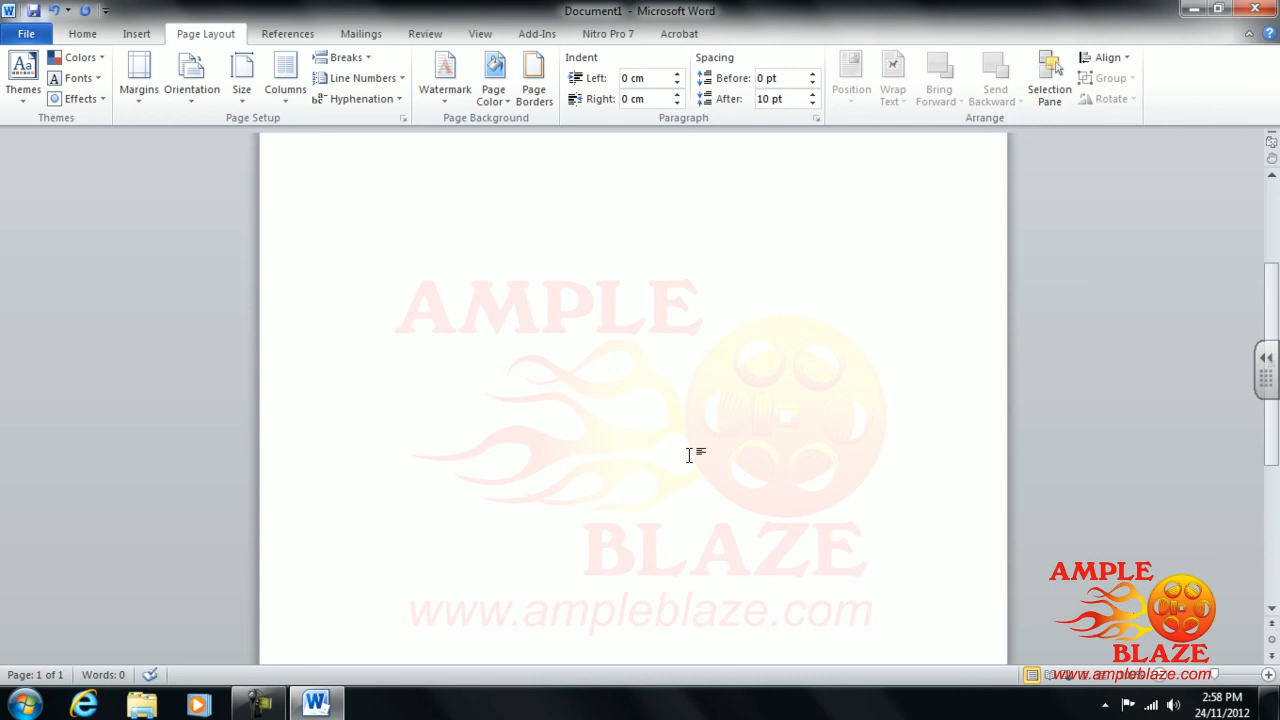 Document1 - Microsoft Word
File Home Insert Page Layout References Mailings Review View Add-Ins Nitro Pro 7 Acrobat
Themes
Colors
Fonts
Effects
Themes
Margins
Orientation
Size
Columns
Breaks
Line Numbers
Hyphenation
Page Setup
Watermark
Page Color
Page Borders
Page Background
Indent
Left: 0 cm
Right: 0 cm
Spacing
Before: 0 pt
After: 10 pt
Paragraph
Position
Wrap Text
Bring Forward
Send Backward
Selection Pane
Align
Group
Rotate
Arrange
AMPLE
BLAZE
www.ampleblaze.com
AMPLE
BLAZE
www.ampleblaze.com
Page: 1 of 1 Words: 0
2:58 PM
24/11/2012